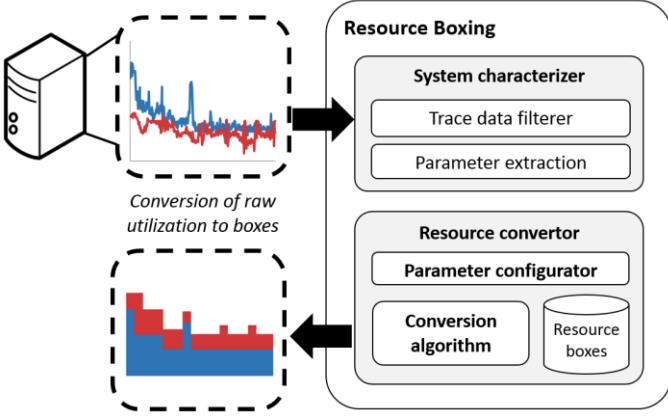 Resource Boxing
System characterizer
Trace data filterer
Parameter extraction
Conversion of raw
utilization to boxes
Resource convertor
Parameter configurator
Conversion
algorithm
Resource
boxes